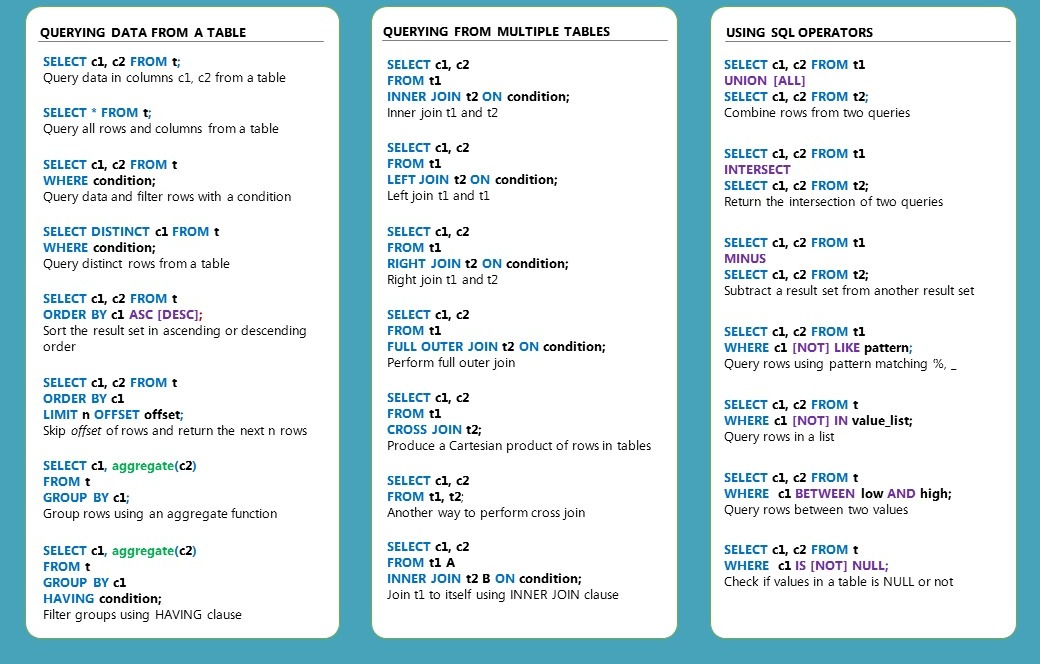 QUERYING DATA FROM A TABLE
SELECT c1, c2 FROM t;
Query data in columns c1, c2 from a table
SELECT * FROM t;
Query all rows and columns from a table
SELECT c1, c2 FROM t
WHERE condition;
Query data and filter rows with a condition
SELECT DISTINCT c1 FROM t
WHERE condition;
Query distinct rows from a table
SELECT c1, c2 FROM t
ORDER BY c1 ASC [DESC];
Sort the result set in ascending or descending
order
SELECT c1, c2 FROM t
ORDER BY c1
LIMIT n OFFSET offset;
Skip offset of rows and return the next n rows
SELECT c1, aggregate(c2)
FROM t
GROUP BY c1;
Group rows using an aggregate function
SELECT c1, aggregate(c2)
FROM t
GROUP BY c1
HAVING condition;
Filter groups using HAVING clause
QUERYING FROM MULTIPLE TABLES
SELECT c1, c2
FROM t1
INNER JOIN t2 ON condition;
Inner join t1 and t2
SELECT c1, c2
FROM t1
LEFT JOIN t2 ON condition;
Left join t1 and t1
SELECT c1, c2
FROM t1
RIGHT JOIN t2 ON condition;
Right join t1 and t2
SELECT c1, c2
FROM t1
FULL OUTER JOIN t2 ON condition;
Perform full outer join
SELECT c1, c2
FROM t1
CROSS JOIN t2;
Produce a Cartesian product of rows in tables
SELECT c1, c2
FROM t1, t2;
Another way to perform cross join
SELECT c1, c2
FROM t1 A
INNER JOIN t2 B ON condition;
Join t1 to itself using INNER JOIN clause
USING SQL OPERATORS
SELECT c1, c2 FROM t1
UNION [ALL]
SELECT c1, c2 FROM t2;
Combine rows from two queries
SELECT c1, c2 FROM t1
INTERSECT
SELECT c1, c2 FROM t2;
Return the intersection of two queries
SELECT c1, c2 FROM t1
MINUS
SELECT c1, c2 FROM t2;
Subtract a result set from another result set
SELECT c1, c2 FROM t1
WHERE c1 [NOT] LIKE pattern;
Query rows using pattern matching %, _
SELECT c1, c2 FROM t
WHERE c1 [NOT] IN value_list;
Query rows in a list
SELECT c1, c2 FROM t
WHERE c1 BETWEEN low AND high;
Query rows between two values
SELECT c1, c2 FROM t
WHERE c1 IS [NOT] NULL;
Check if values in a table is NULL or not